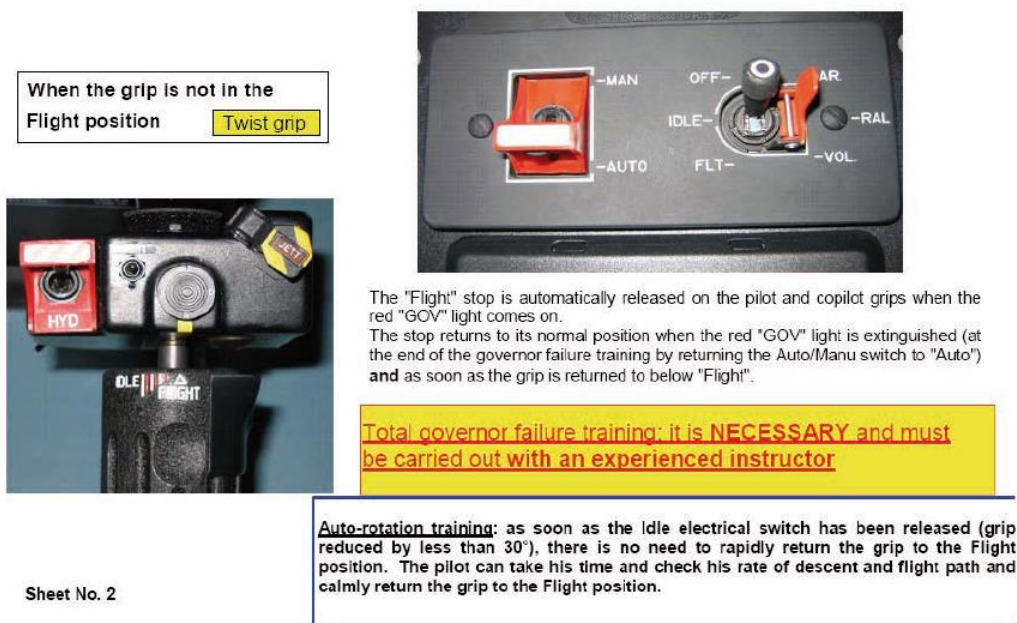 When the grip is not in the
Flight position
Twist grip
MAN
AUTO
OFF
AR.
IDLE
RAL
FLT
VOL.
HYD
JETT
IDLE
FLIGHT
The "Flight" stop is automatically released on the pilot and copilot grips when the
red "GOV" light comes on.
The stop returns to its normal position when the red "GOV" light is extinguished (at
the end of the governor failure training by returning the Auto/Manu switch to "Auto")
and as soon as the grip is returned to below "Flight".
Total governor failure training: it is NECESSARY and must
be carried out with an experienced instructor
Auto-rotation training: as soon as the Idle electrical switch has been released (grip
reduced by less than 30°), there is no need to rapidly return the grip to the Flight
position. The pilot can take his time and check his rate of descent and flight path and
calmly return the grip to the Flight position.
Sheet No. 2